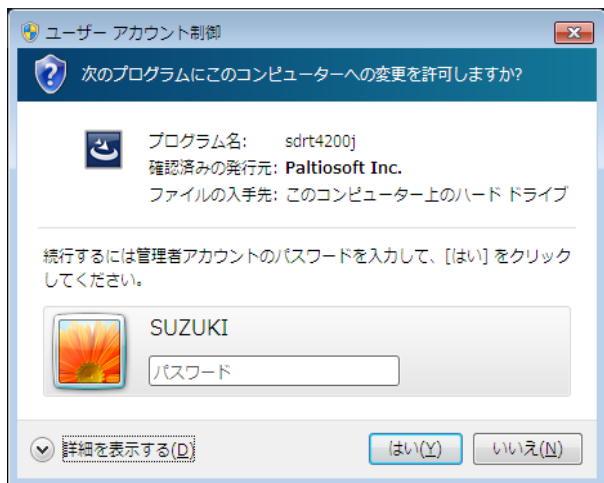 ユーザー アカウント制御
次のプログラムにこのコンピューターへの変更を許可しますか?
プログラム名: sdrt4200j
確認済みの発行元: Paltiosoft Inc.
ファイルの入手先: このコンピューター上のハード ドライブ
続行するには管理者アカウントのパスワードを入力して、[はい] をクリック
してください。
SUZUKI
パスワード
詳細を表示する(D)
はい(Y)
いいえ(N)